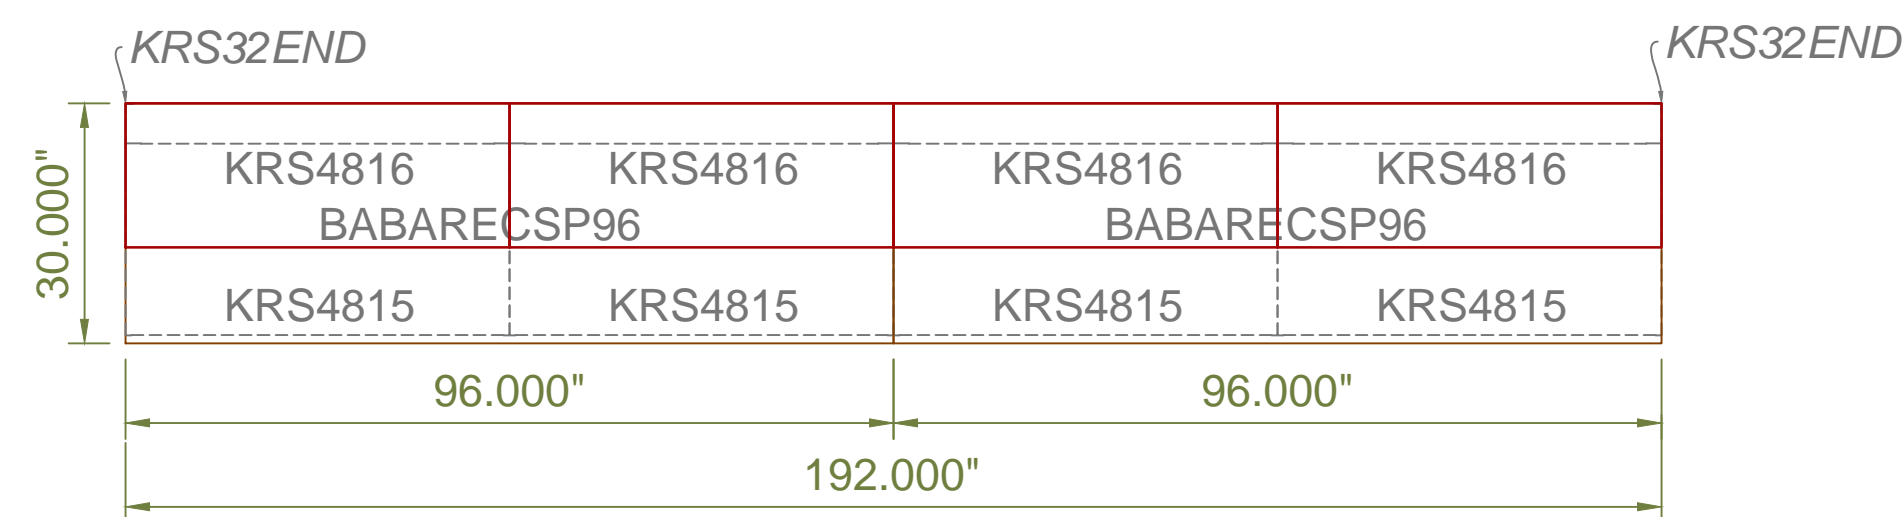 KRS32END
KRS32END
KRS4816 KRS4816 KRS4816 KRS4816
BABARECSP96 BABARECSP96
30.000"
KRS4815 KRS4815 KRS4815 KRS4815
96.000" 96.000"
192.000"